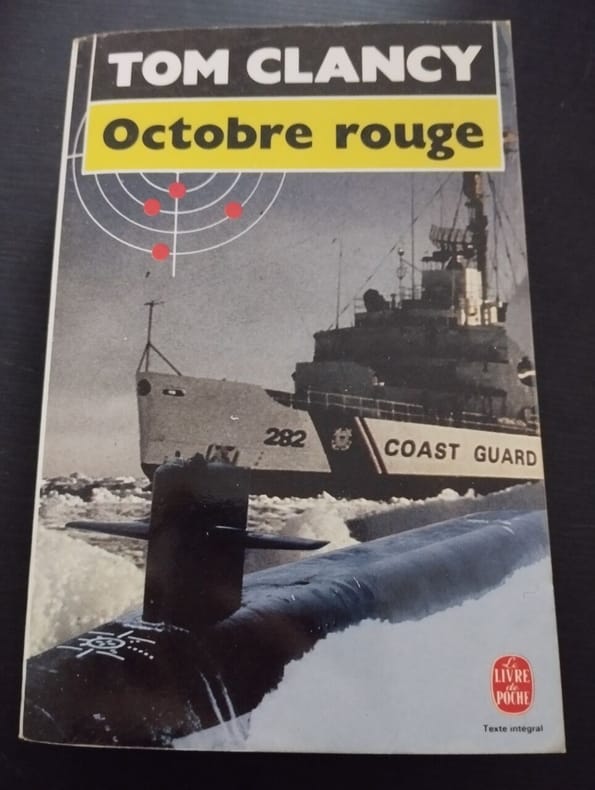 TOM CLANCY
Octobre rouge
282
COAST GUARD
Le
LIVRE
de
POCHE
Texte intégral